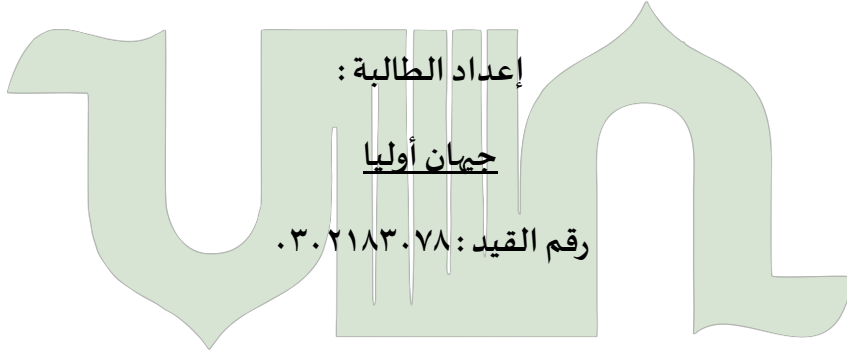 إعداد الطالبة :
جيهان أوليا
رقم القيد : ٠٣٠٢١٨٣٠٧٨